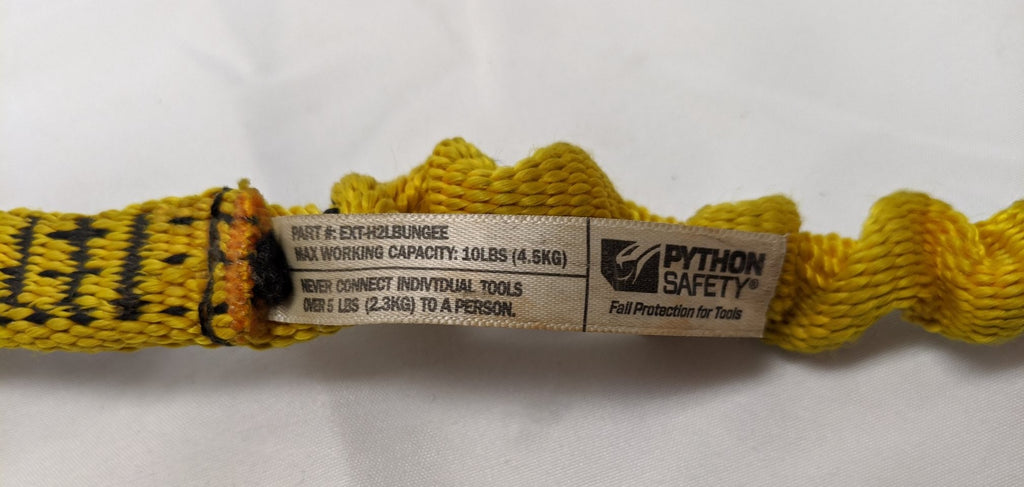 PART #: EXT-H2LBUNGEE
MAX WORKING CAPACITY: 10LBS (4.5KG)
NEVER CONNECT INDIVIDUAL TOOLS
OVER 5 LBS (2.3KG) TO A PERSON.
PYTHON
SAFETY®
Fall Protection for Tools